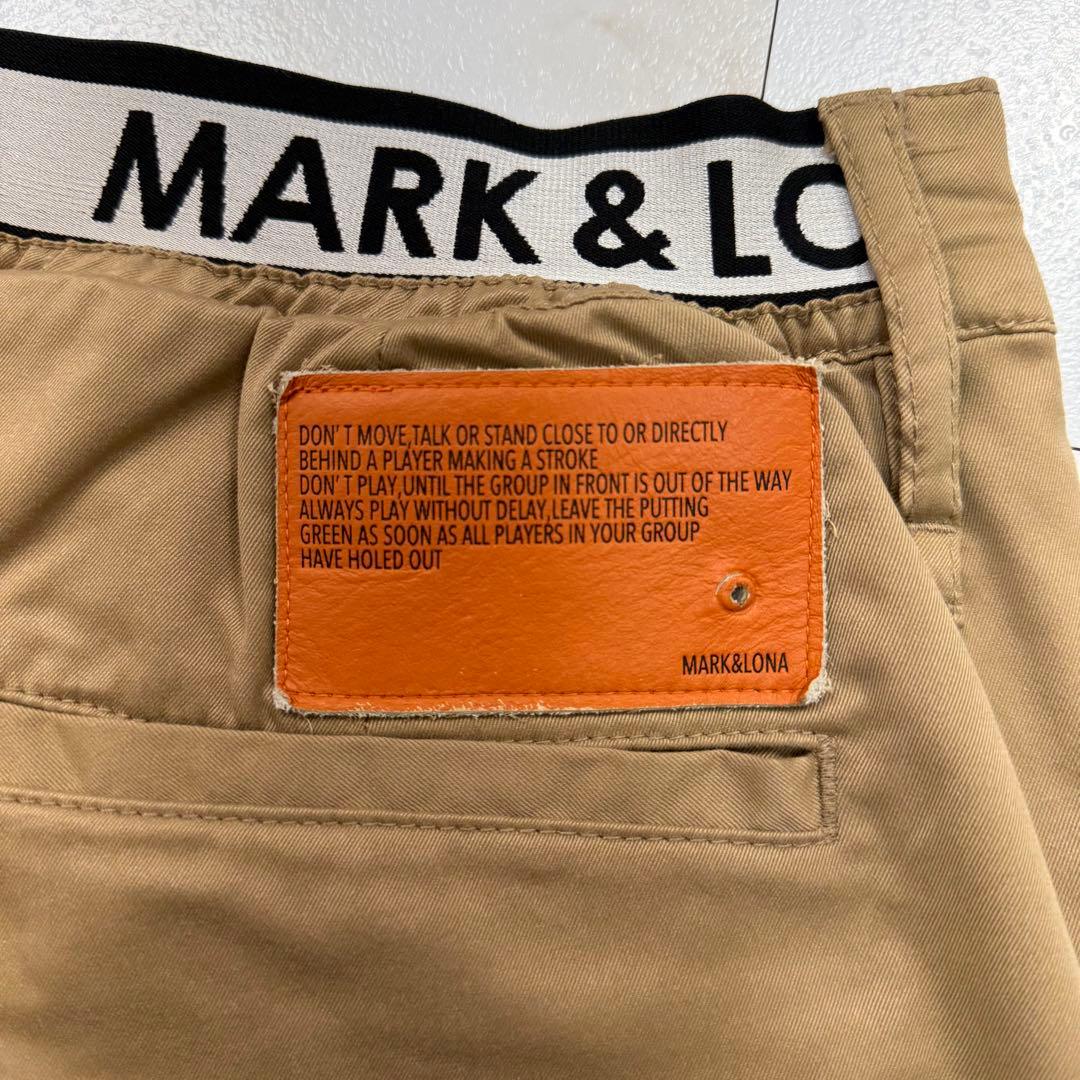 MARK & LO
DON'T MOVE,TALK OR STAND CLOSE TO OR DIRECTLY
BEHIND A PLAYER MAKING A STROKE
DON'T PLAY,UNTIL THE GROUP IN FRONT IS OUT OF THE WAY
ALWAYS PLAY WITHOUT DELAY,LEAVE THE PUTTING
GREEN AS SOON AS ALL PLAYERS IN YOUR GROUP
HAVE HOLED OUT
MARK&LONA